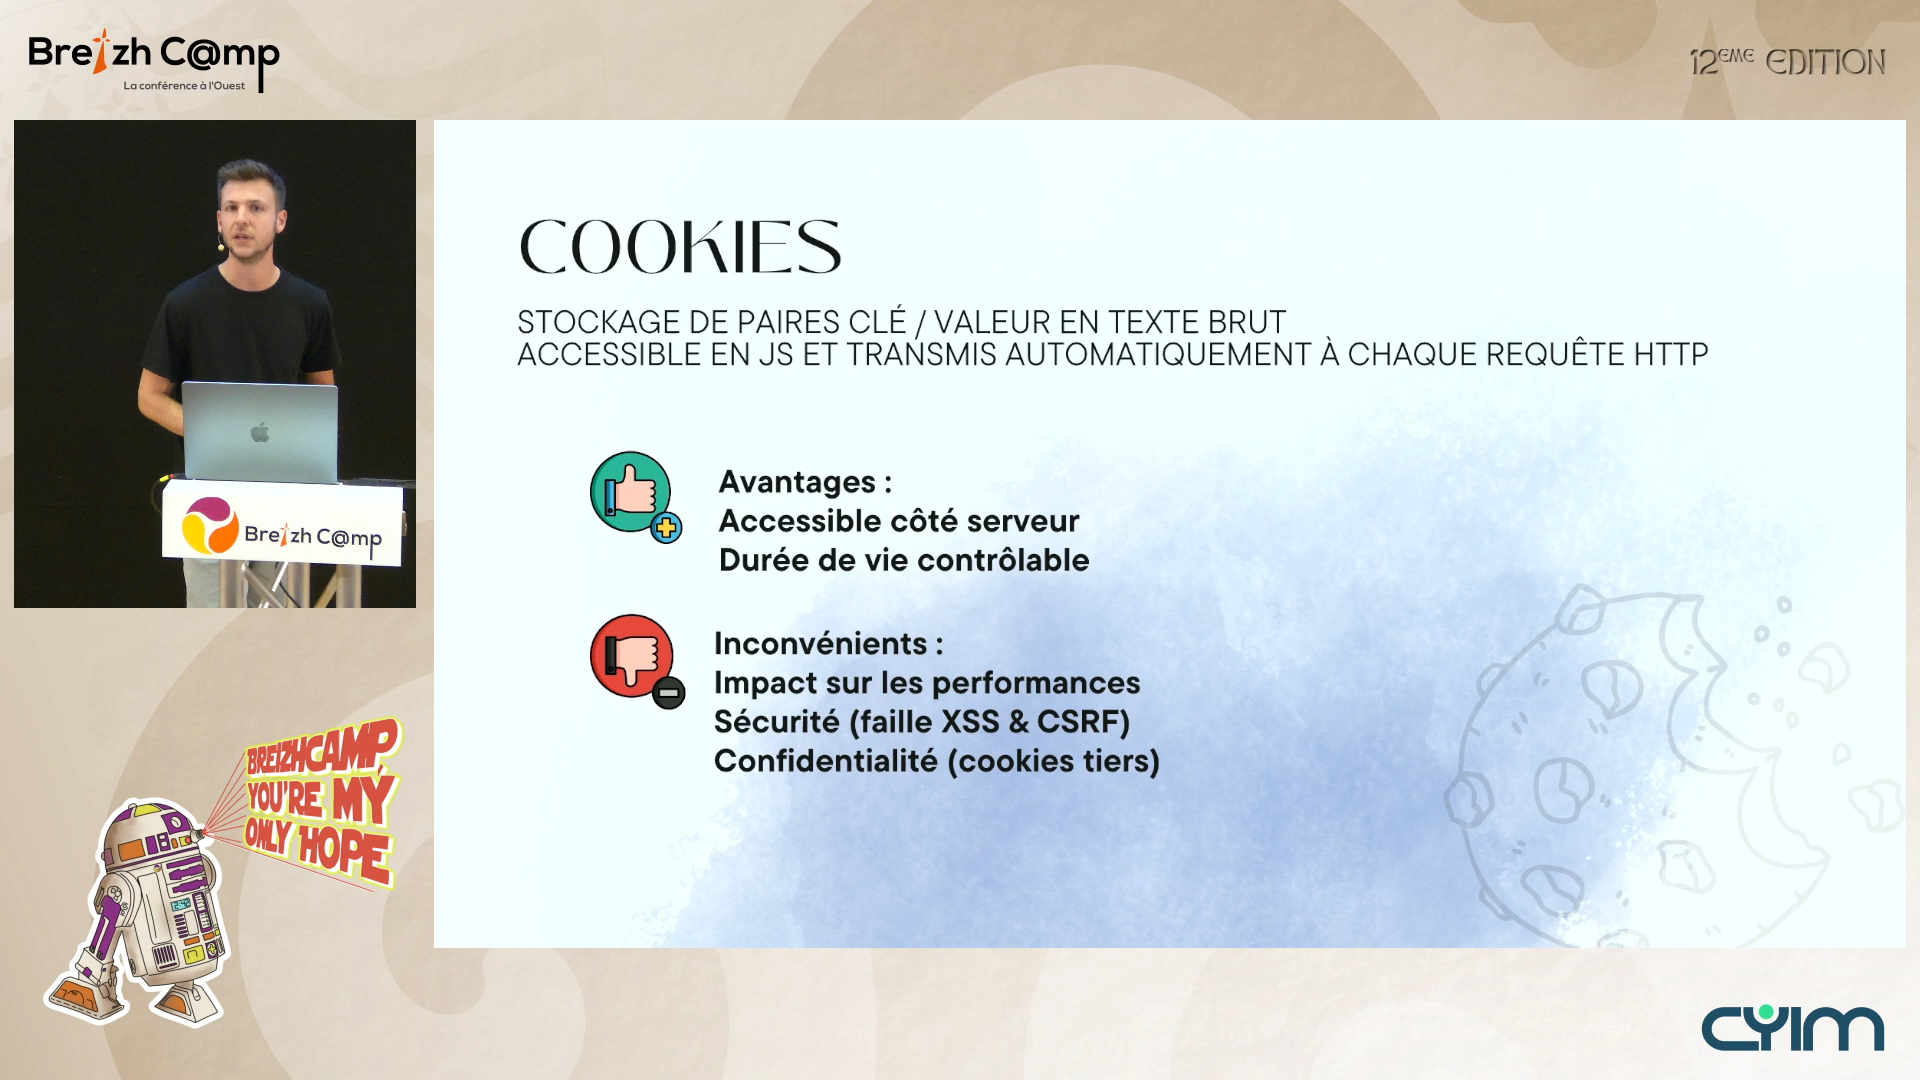 Breizh C@mp
La conférence à l'Ouest
12EME EDITION
COOKIES
STOCKAGE DE PAIRES CLÉ / VALEUR EN TEXTE BRUT
ACCESSIBLE EN JS ET TRANSMIS AUTOMATIQUEMENT À CHAQUE REQUÊTE HTTP
Avantages :
Accessible côté serveur
Durée de vie contrôlable
Inconvénients :
Impact sur les performances
Sécurité (faille XSS & CSRF)
Confidentialité (cookies tiers)
Breizh C@mp
BREIZHCAMP,
YOU'RE MY
ONLY HOPE
CYIM